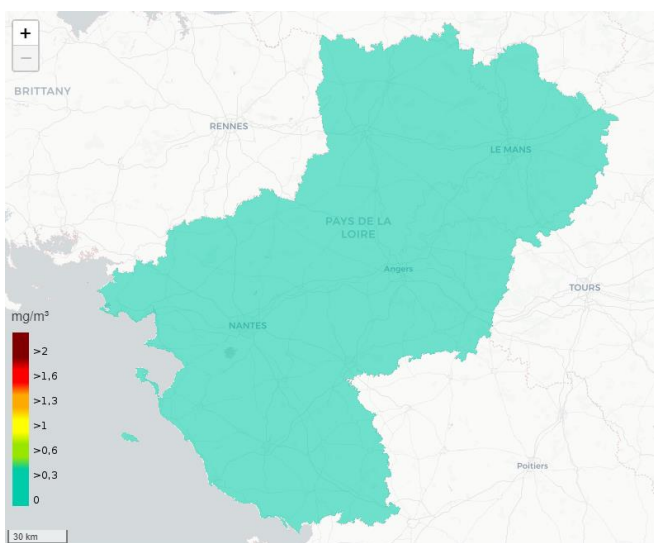 +
−
BRITTANY
RENNES
LE MANS
PAYS DE LA
LOIRE
Angers
TOURS
NANTES
mg/m³
>2
>1,6
>1,3
>1
>0,6
>0,3
0
Poitiers
30 km